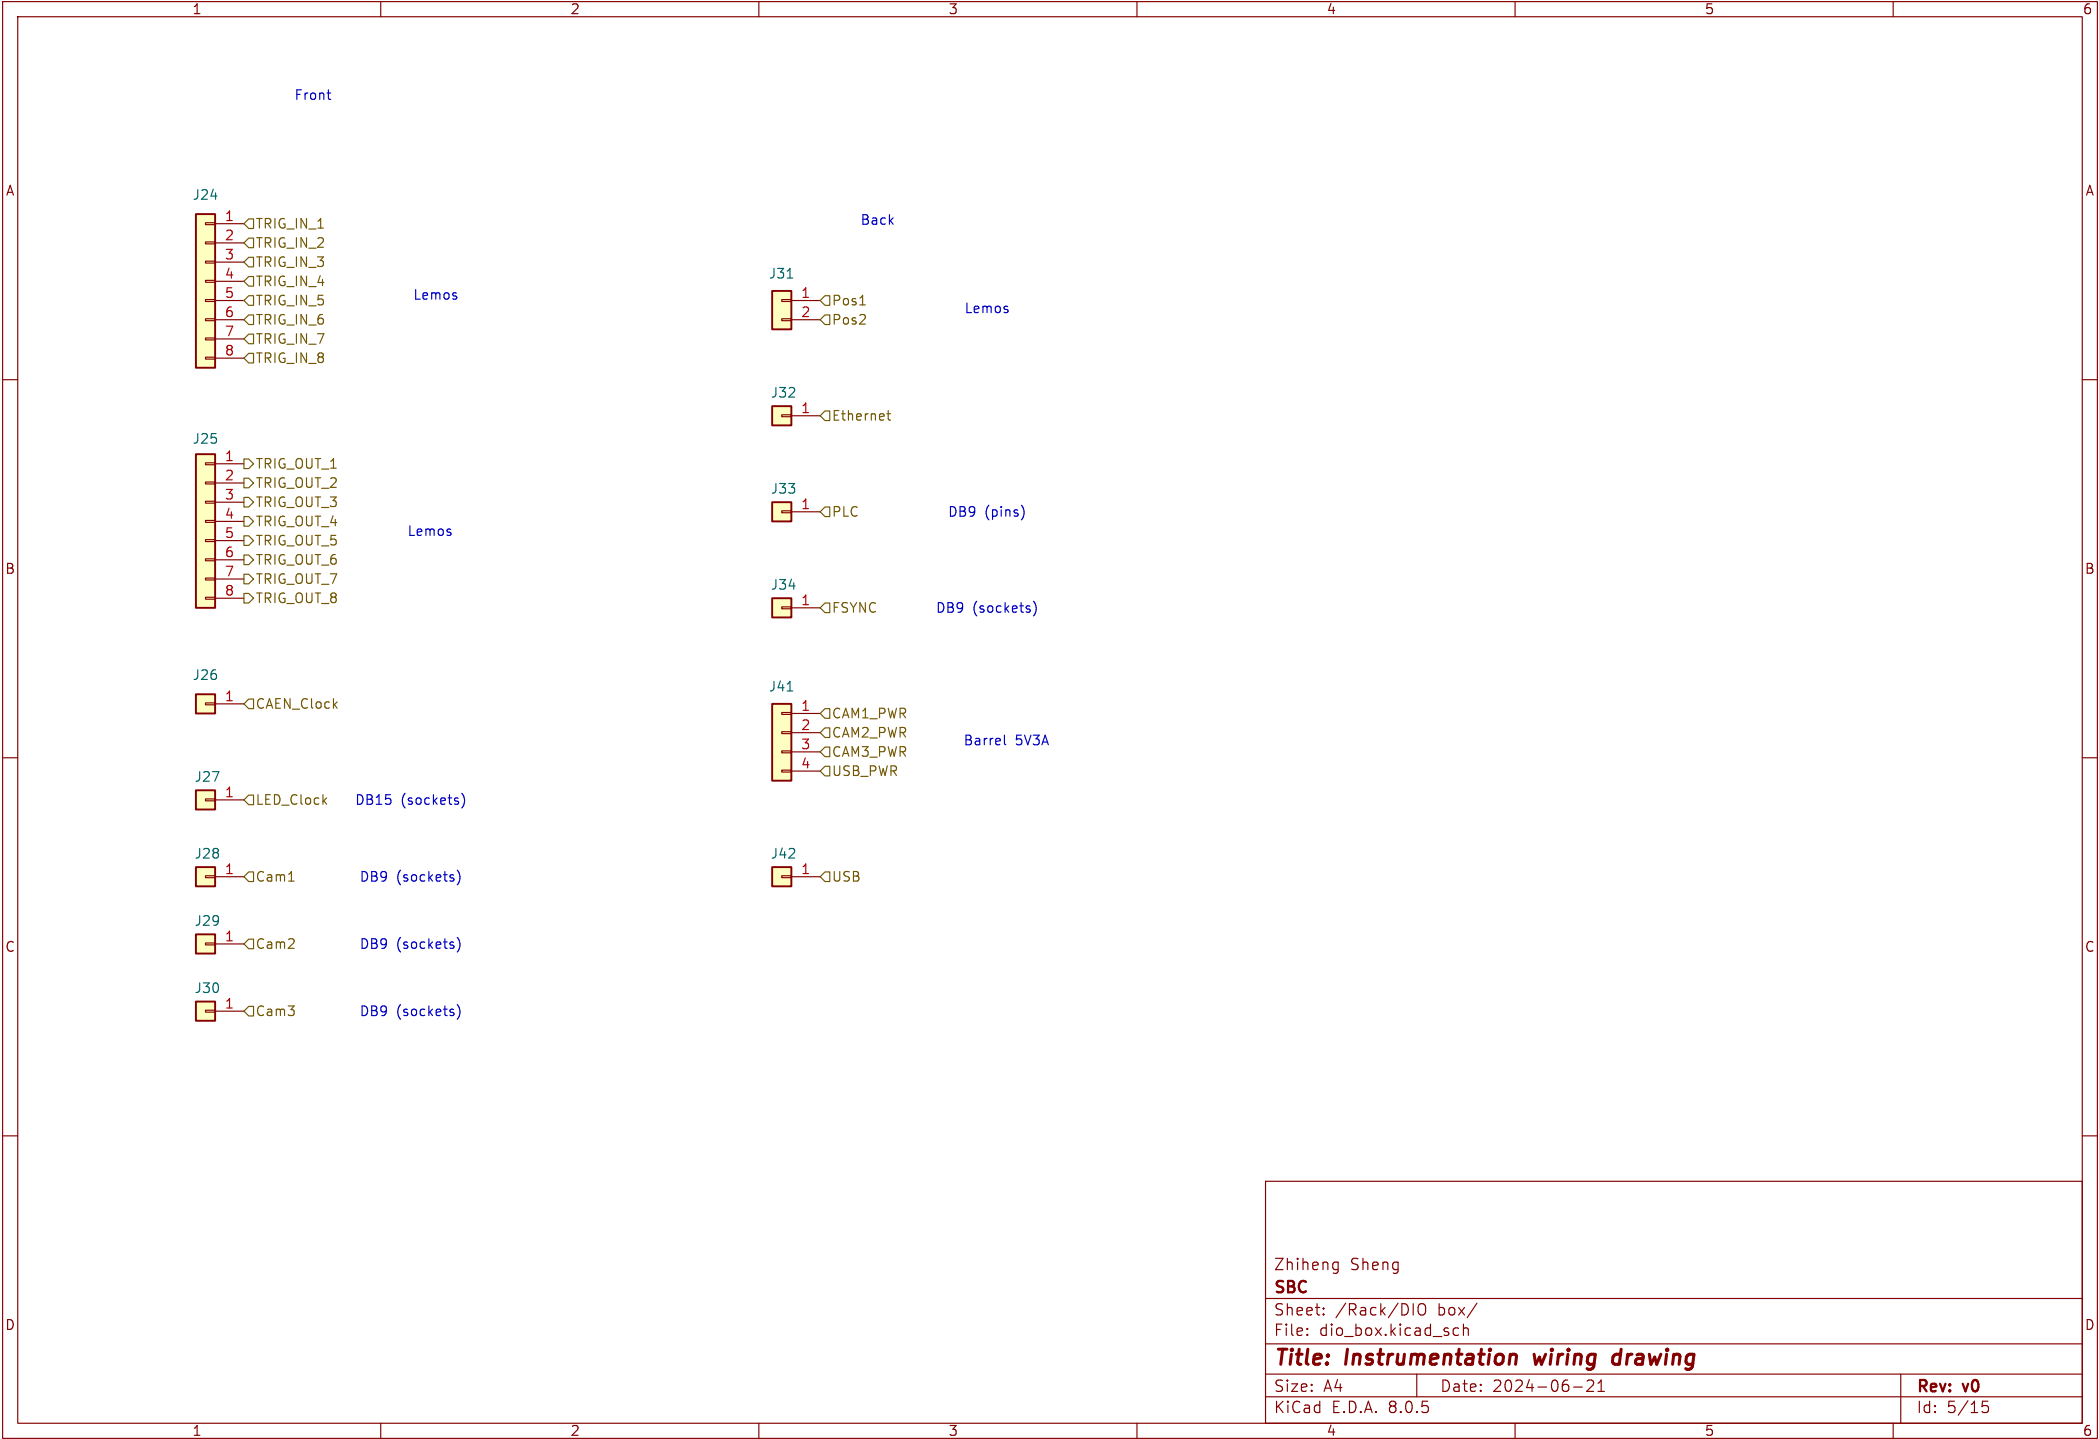 1 2 3 4 5 6
A A
B B
C C
D D
Front
J24
1 TRIG_IN_1
2 TRIG_IN_2
3 TRIG_IN_3
4 TRIG_IN_4
5 TRIG_IN_5
6 TRIG_IN_6
7 TRIG_IN_7
8 TRIG_IN_8
Lemos
J25
1 TRIG_OUT_1
2 TRIG_OUT_2
3 TRIG_OUT_3
4 TRIG_OUT_4
5 TRIG_OUT_5
6 TRIG_OUT_6
7 TRIG_OUT_7
8 TRIG_OUT_8
Lemos
J26
1 CAEN_Clock
J27
1 LED_Clock DB15 (sockets)
J28
1 Cam1 DB9 (sockets)
J29
1 Cam2 DB9 (sockets)
J30
1 Cam3 DB9 (sockets)
Back
J31
1 Pos1
2 Pos2
Lemos
J32
1 Ethernet
J33
1 PLC DB9 (pins)
J34
1 FSYNC DB9 (sockets)
J41
1 CAM1_PWR
2 CAM2_PWR
3 CAM3_PWR
4 USB_PWR
Barrel 5V3A
J42
1 USB
Zhiheng Sheng
SBC
Sheet: /Rack/DIO box/
File: dio_box.kicad_sch
Title: Instrumentation wiring drawing
Size: A4 Date: 2024-06-21 Rev: v0
KiCad E.D.A. 8.0.5 Id: 5/15
1 2 3 4 5 6